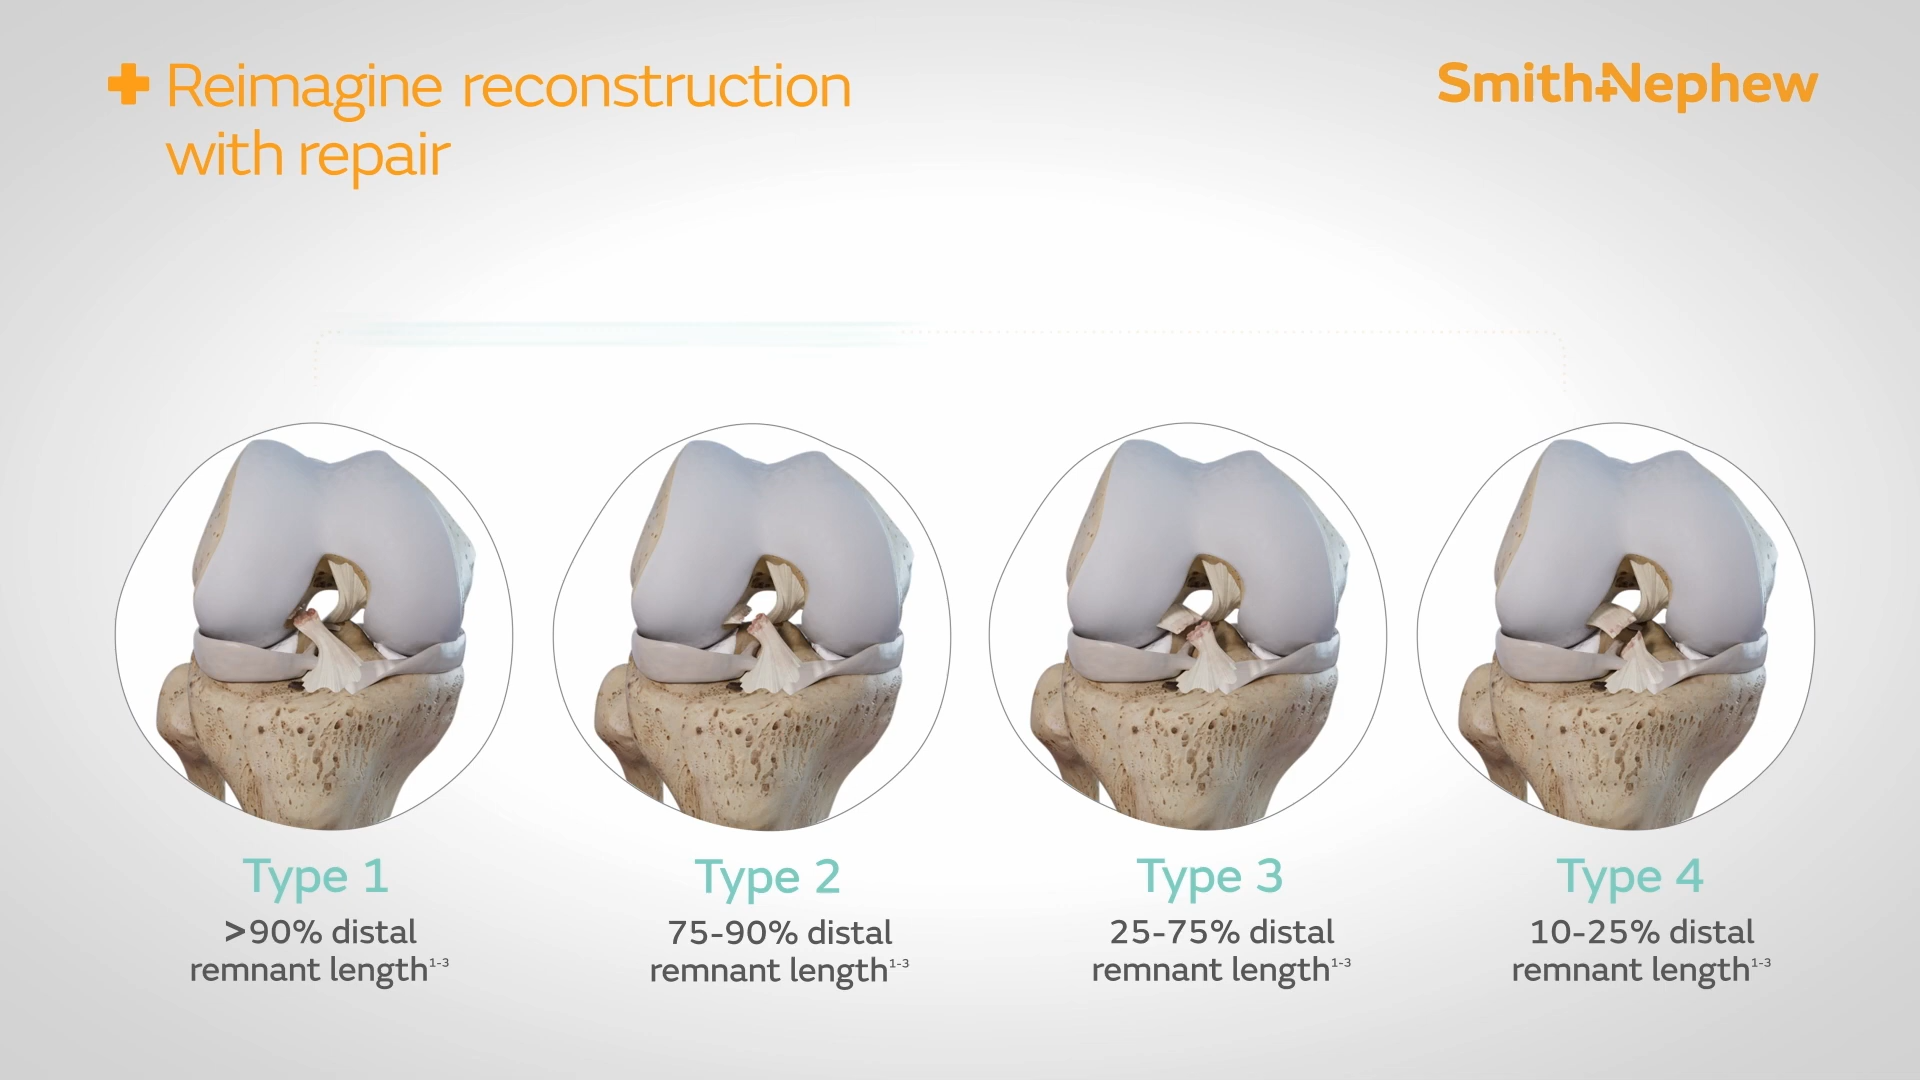 Reimagine reconstruction
with repair
Smith+Nephew
Type 1
>90% distal
remnant length1-3
Type 2
75-90% distal
remnant length1-3
Type 3
25-75% distal
remnant length1-3
Type 4
10-25% distal
remnant length1-3